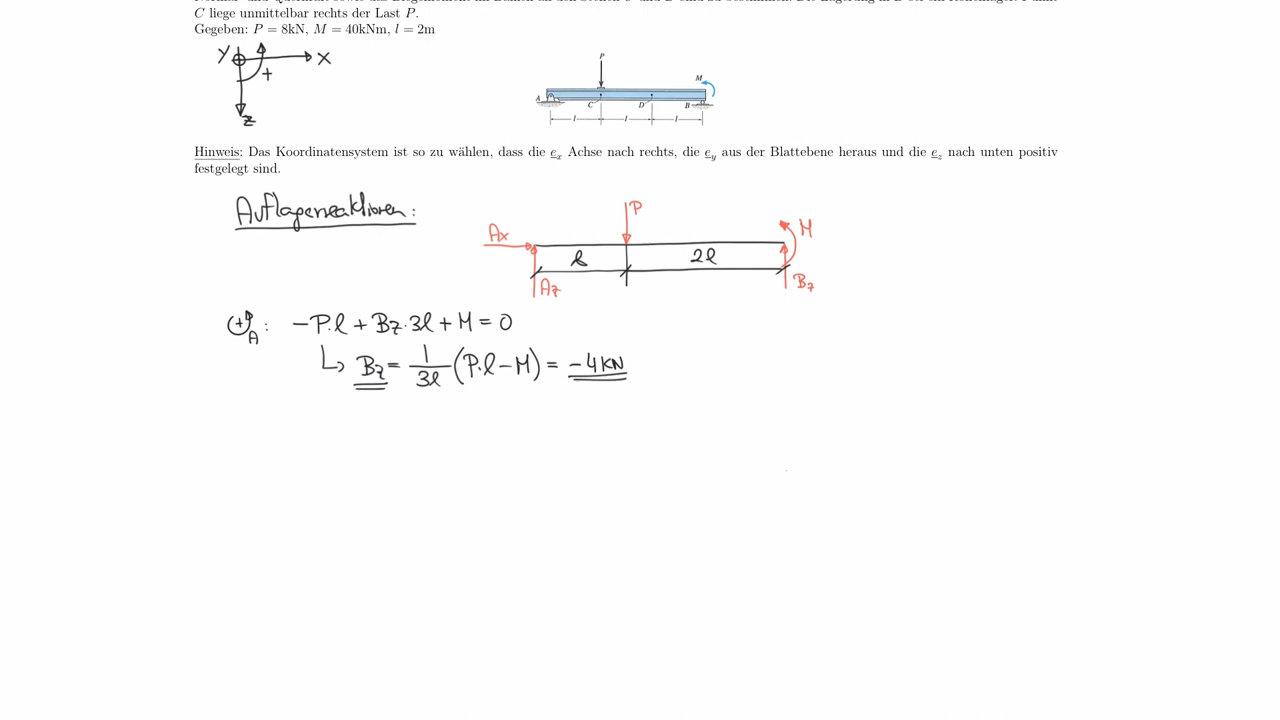 C liege unmittelbar rechts der Last P.
Gegeben: P = 8kN, M = 40kNm, l = 2m
Y
X
+
Z
P
M
A
C
D
B
l
l
l
Hinweis: Das Koordinatensystem ist so zu wählen, dass die e_x Achse nach rechts, die e_y aus der Blattebene heraus und die e_z nach unten positiv
festgelegt sind.
Auflagerreaktionen:
P
Ax
M
l
2l
Az
Bz
A: -P·l + Bz·3l + M = 0
↳ Bz = 1/3l (P·l - M) = -4KN